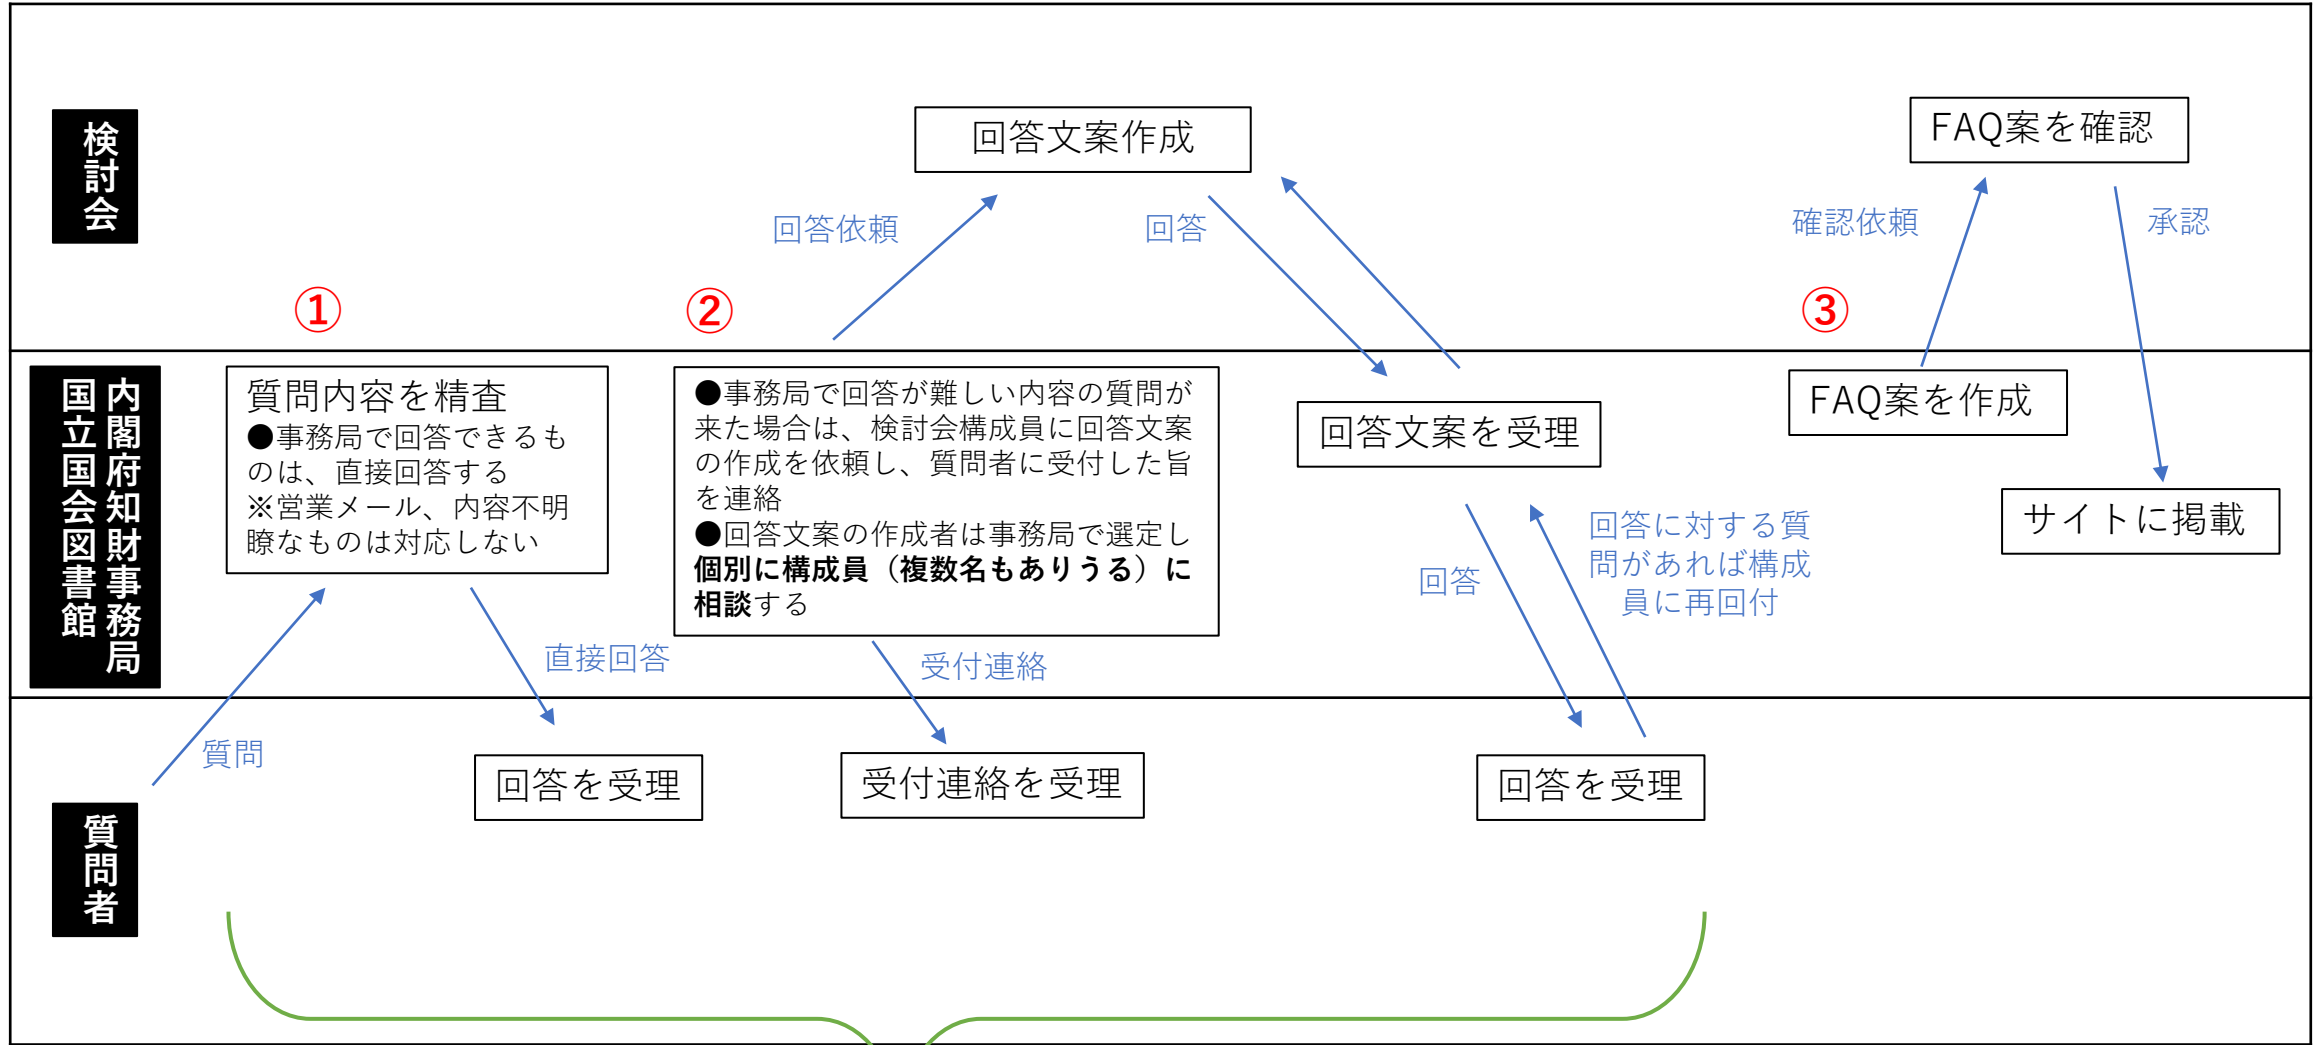 検討会
回答文案作成
FAQ案を確認
回答依頼
回答
確認依頼
承認
①
②
③
内閣府知財事務局
国立国会図書館
質問内容を精査
●事務局で回答できるも
のは、直接回答する
※営業メール、内容不明
瞭なものは対応しない
●事務局で回答が難しい内容の質問が
来た場合は、検討会構成員に回答文案
の作成を依頼し、質問者に受付した旨
を連絡
●回答文案の作成者は事務局で選定し
個別に構成員（複数名もありうる）に
相談する
回答文案を受理
FAQ案を作成
サイトに掲載
回答
回答に対する質
問があれば構成
員に再回付
直接回答
受付連絡
質問者
質問
回答を受理
受付連絡を受理
回答を受理